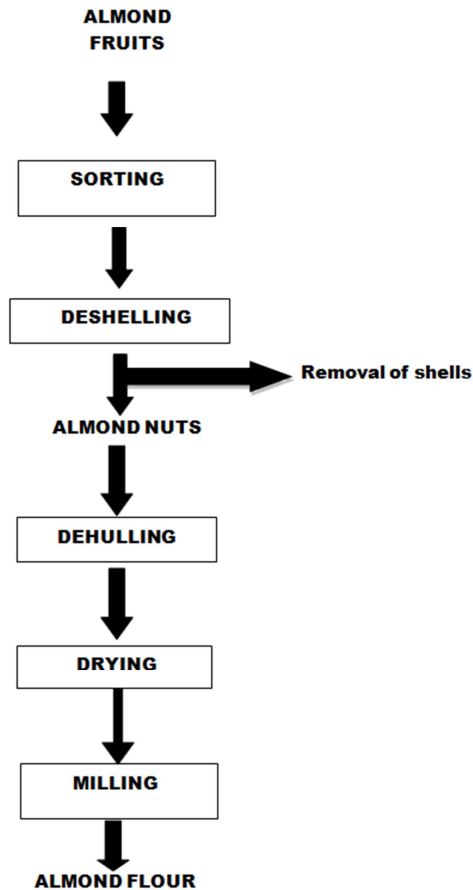 ALMOND
FRUITS
SORTING
DESHELLING
Removal of shells
ALMOND NUTS
DEHULLING
DRYING
MILLING
ALMOND FLOUR